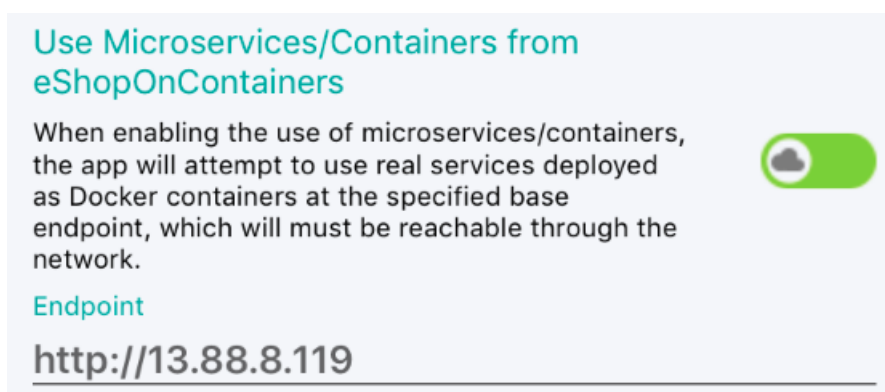 Use Microservices/Containers from
eShopOnContainers
When enabling the use of microservices/containers,
the app will attempt to use real services deployed
as Docker containers at the specified base
endpoint, which will must be reachable through the
network.
Endpoint
http://13.88.8.119